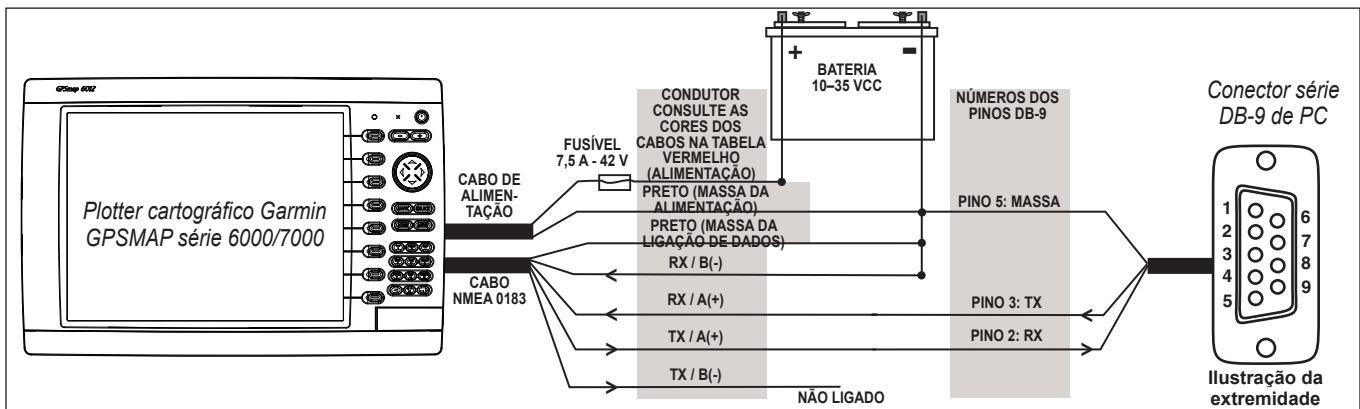 GPSmap 6012
Plotter cartográfico Garmin
GPSMAP série 6000/7000
CABO DE
ALIMEN-
TAÇÃO
CABO
NMEA 0183
FUSÍVEL
7,5 A - 42 V
CONDUTOR
CONSULTE AS
CORES DOS
CABOS NA TABELA
VERMELHO
(ALIMENTAÇÃO)
PRETO (MASSA DA
ALIMENTAÇÃO)
PRETO (MASSA DA
LIGAÇÃO DE DADOS)
RX / B(-)
RX / A(+)
TX / A(+)
TX / B(-)
NÃO LIGADO
+
-
BATERIA
10–35 VCC
NÚMEROS DOS
PINOS DB-9
PINO 5: MASSA
PINO 3: TX
PINO 2: RX
Conector série
DB-9 de PC
1
2
3
4
5
6
7
8
9
Ilustração da
extremidade